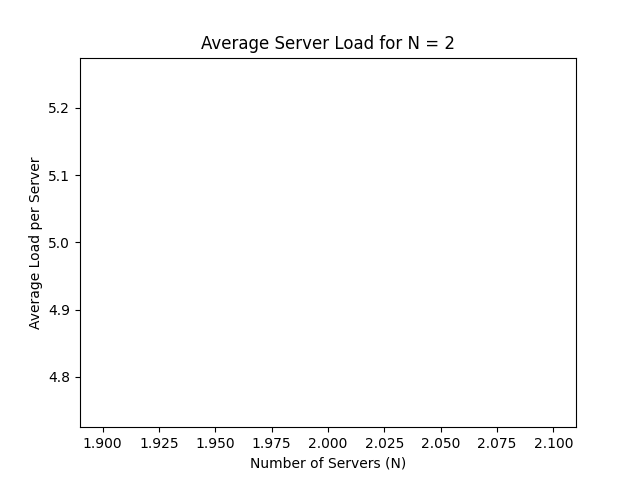 Average Server Load for N = 2
Average Load per Server
5.2
5.1
5.0
4.9
4.8
1.900 1.925 1.950 1.975 2.000 2.025 2.050 2.075 2.100
Number of Servers (N)